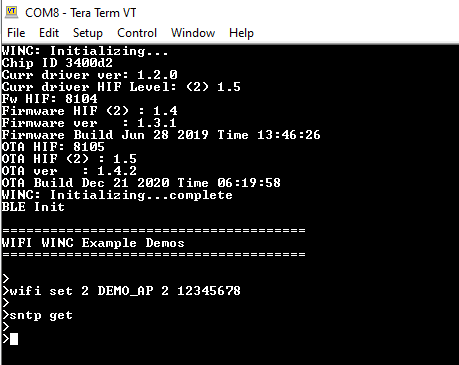 COM8 - Tera Term VT
File Edit Setup Control Window Help
WINC: Initializing...
Chip ID 3400d2
Curr driver ver: 1.2.0
Curr driver HIF Level: (2) 1.5
Fw HIF: 8104
Firmware HIF (2) : 1.4
Firmware ver   : 1.3.1
Firmware Build Jun 28 2019 Time 13:46:26
OTA HIF: 8105
OTA HIF (2) : 1.5
OTA ver   : 1.4.2
OTA Build Dec 21 2020 Time 06:19:58
WINC: Initializing...complete
BLE Init
======================================
WIFI WINC Example Demos
======================================
>
>wifi set 2 DEMO_AP 2 12345678
>
>sntp get
>
>